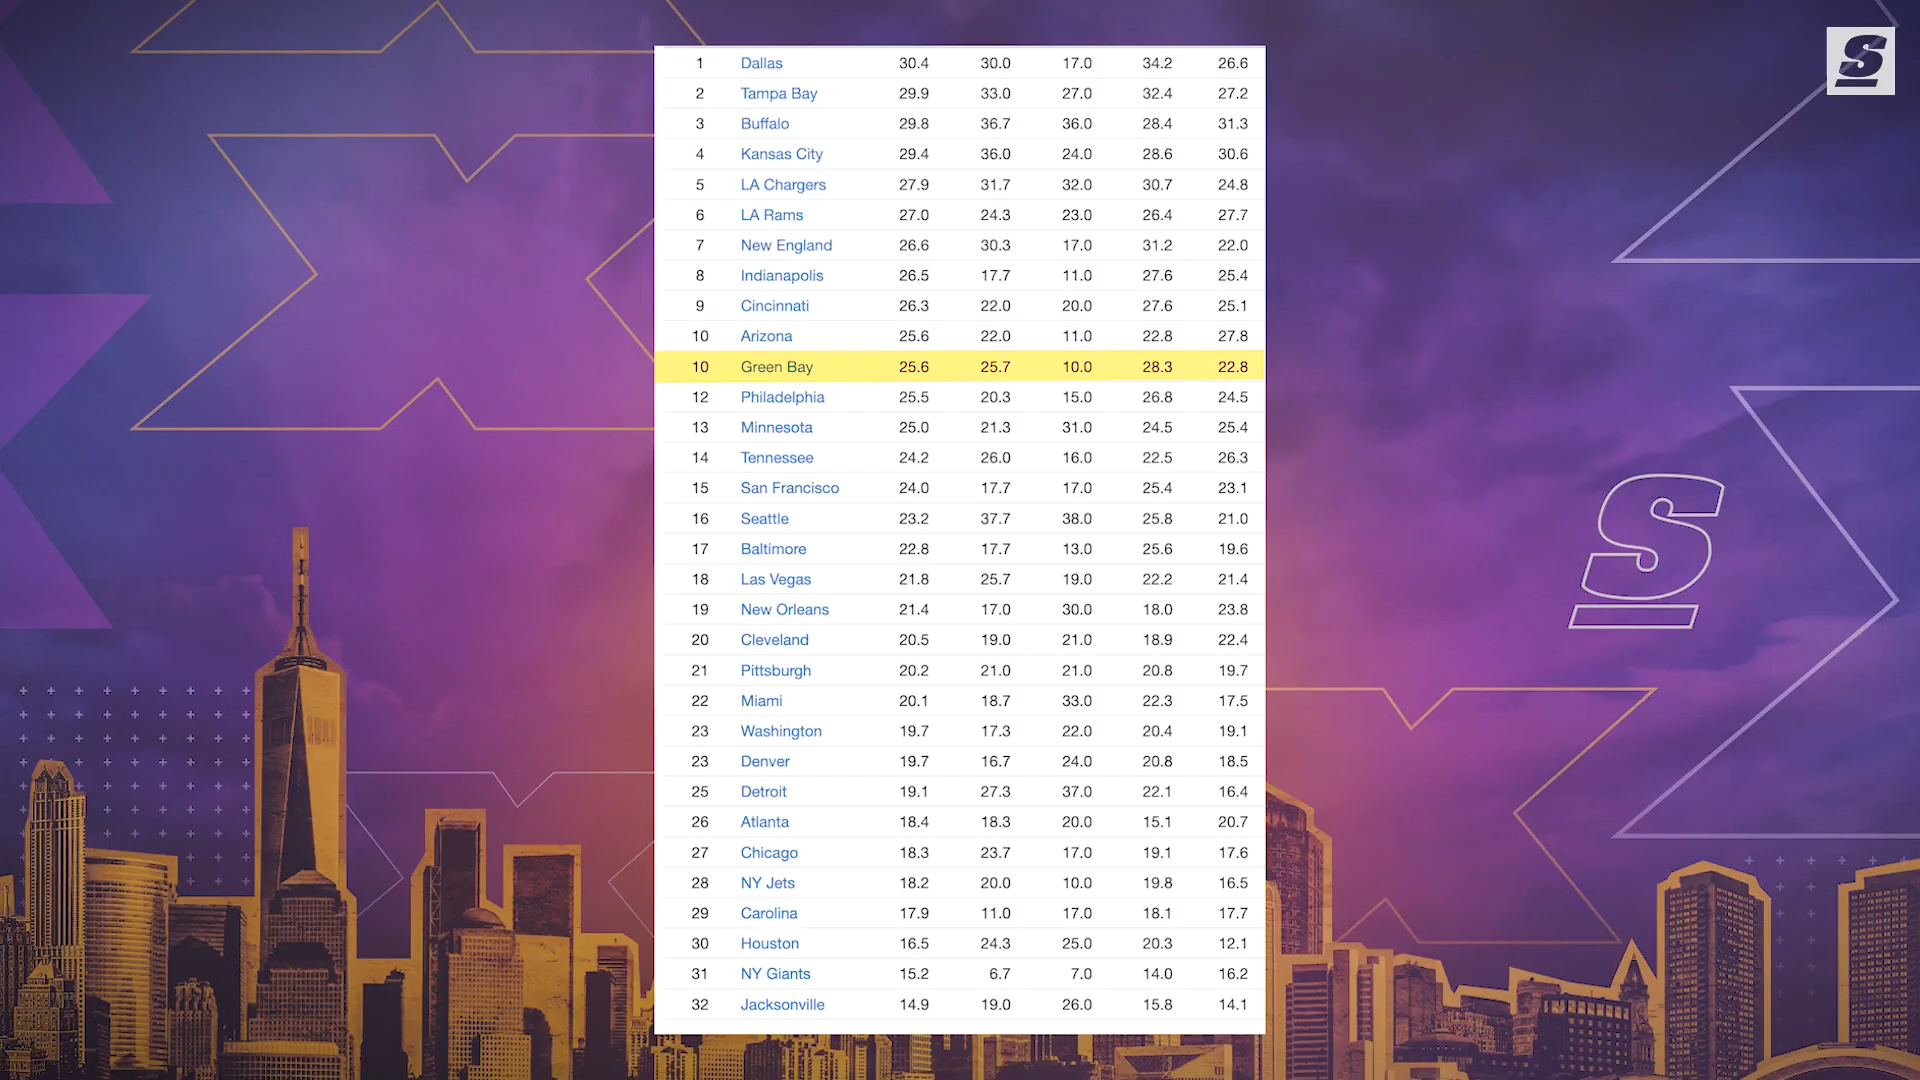 S
1 Dallas 30.4 30.0 17.0 34.2 26.6
2 Tampa Bay 29.9 33.0 27.0 32.4 27.2
3 Buffalo 29.8 36.7 36.0 28.4 31.3
4 Kansas City 29.4 36.0 24.0 28.6 30.6
5 LA Chargers 27.9 31.7 32.0 30.7 24.8
6 LA Rams 27.0 24.3 23.0 26.4 27.7
7 New England 26.6 30.3 17.0 31.2 22.0
8 Indianapolis 26.5 17.7 11.0 27.6 25.4
9 Cincinnati 26.3 22.0 20.0 27.6 25.1
10 Arizona 25.6 22.0 11.0 22.8 27.8
10 Green Bay 25.6 25.7 10.0 28.3 22.8
12 Philadelphia 25.5 20.3 15.0 26.8 24.5
13 Minnesota 25.0 21.3 31.0 24.5 25.4
14 Tennessee 24.2 26.0 16.0 22.5 26.3
15 San Francisco 24.0 17.7 17.0 25.4 23.1
16 Seattle 23.2 37.7 38.0 25.8 21.0
17 Baltimore 22.8 17.7 13.0 25.6 19.6
18 Las Vegas 21.8 25.7 19.0 22.2 21.4
19 New Orleans 21.4 17.0 30.0 18.0 23.8
20 Cleveland 20.5 19.0 21.0 18.9 22.4
21 Pittsburgh 20.2 21.0 21.0 20.8 19.7
22 Miami 20.1 18.7 33.0 22.3 17.5
23 Washington 19.7 17.3 22.0 20.4 19.1
23 Denver 19.7 16.7 24.0 20.8 18.5
25 Detroit 19.1 27.3 37.0 22.1 16.4
26 Atlanta 18.4 18.3 20.0 15.1 20.7
27 Chicago 18.3 23.7 17.0 19.1 17.6
28 NY Jets 18.2 20.0 10.0 19.8 16.5
29 Carolina 17.9 11.0 17.0 18.1 17.7
30 Houston 16.5 24.3 25.0 20.3 12.1
31 NY Giants 15.2 6.7 7.0 14.0 16.2
32 Jacksonville 14.9 19.0 26.0 15.8 14.1
S